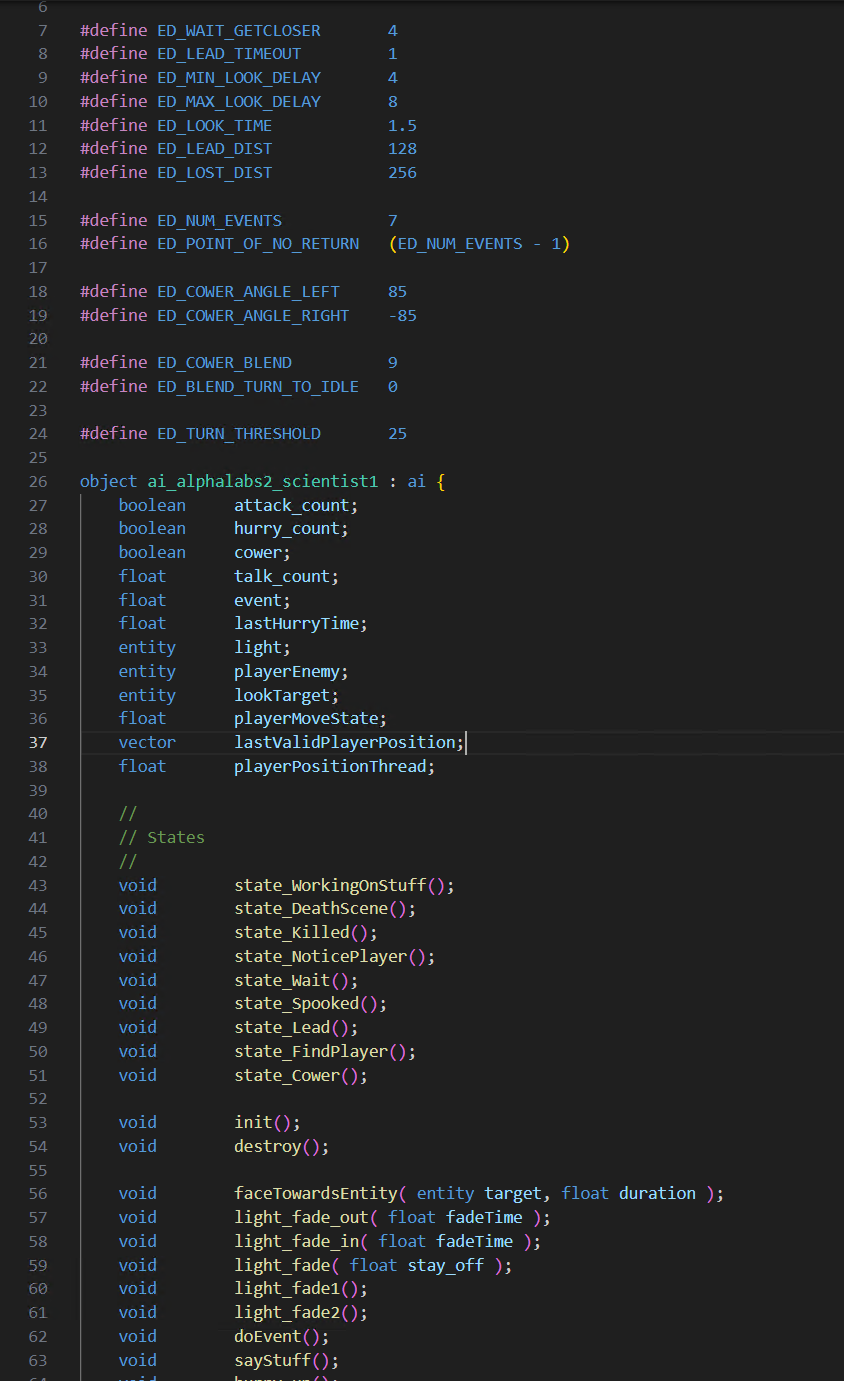 6
7 #define ED_WAIT_GETCLOSER 4
8 #define ED_LEAD_TIMEOUT 1
9 #define ED_MIN_LOOK_DELAY 4
10 #define ED_MAX_LOOK_DELAY 8
11 #define ED_LOOK_TIME 1.5
12 #define ED_LEAD_DIST 128
13 #define ED_LOST_DIST 256
14
15 #define ED_NUM_EVENTS 7
16 #define ED_POINT_OF_NO_RETURN (ED_NUM_EVENTS - 1)
17
18 #define ED_COWER_ANGLE_LEFT 85
19 #define ED_COWER_ANGLE_RIGHT -85
20
21 #define ED_COWER_BLEND 9
22 #define ED_BLEND_TURN_TO_IDLE 0
23
24 #define ED_TURN_THRESHOLD 25
25
26 object ai_alphalabs2_scientist1 : ai {
27 boolean attack_count;
28 boolean hurry_count;
29 boolean cower;
30 float talk_count;
31 float event;
32 float lastHurryTime;
33 entity light;
34 entity playerEnemy;
35 entity lookTarget;
36 float playerMoveState;
37 vector lastValidPlayerPosition;
38 float playerPositionThread;
39
40 //
41 // States
42 //
43 void state_WorkingOnStuff();
44 void state_DeathScene();
45 void state_Killed();
46 void state_NoticePlayer();
47 void state_Wait();
48 void state_Spooked();
49 void state_Lead();
50 void state_FindPlayer();
51 void state_Cower();
52
53 void init();
54 void destroy();
55
56 void faceTowardsEntity( entity target, float duration );
57 void light_fade_out( float fadeTime );
58 void light_fade_in( float fadeTime );
59 void light_fade( float stay_off );
60 void light_fade1();
61 void light_fade2();
62 void doEvent();
63 void sayStuff();